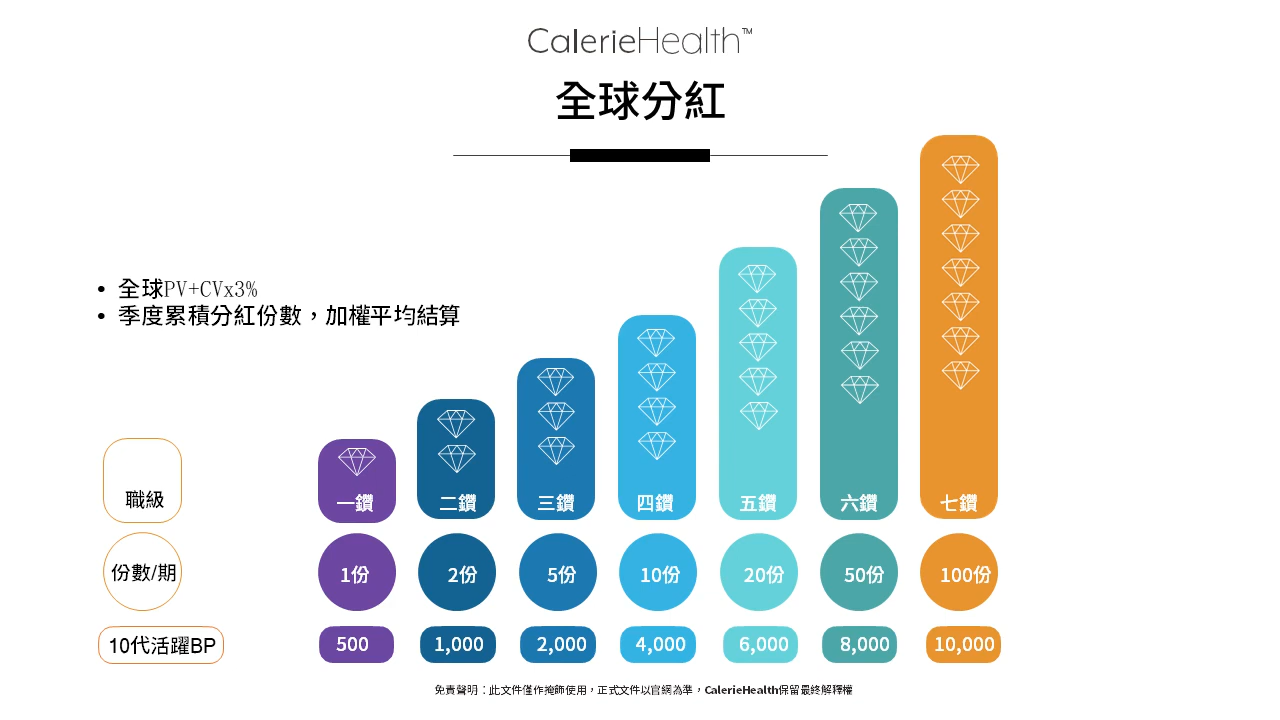 CalerieHealth™
全球分紅
• 全球PV+CVx3%
• 季度累積分紅份數，加權平均結算
職級 一鑽 二鑽 三鑽 四鑽 五鑽 六鑽 七鑽
份數/期 1份 2份 5份 10份 20份 50份 100份
10代活躍BP 500 1,000 2,000 4,000 6,000 8,000 10,000
免責聲明：此文件僅作掩飾使用，正式文件以官網為準，CalerieHealth保留最終解釋權